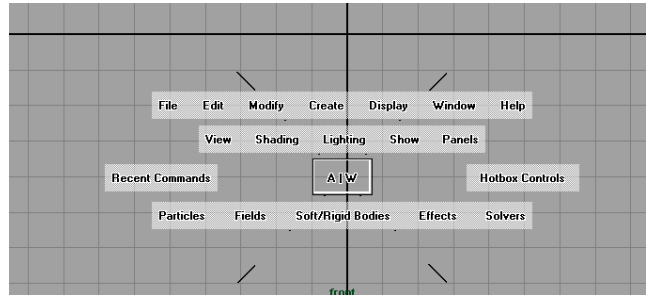 File Edit Modify Create Display Window Help
View Shading Lighting Show Panels
Recent Commands A | W Hotbox Controls
Particles Fields Soft/Rigid Bodies Effects Solvers
front